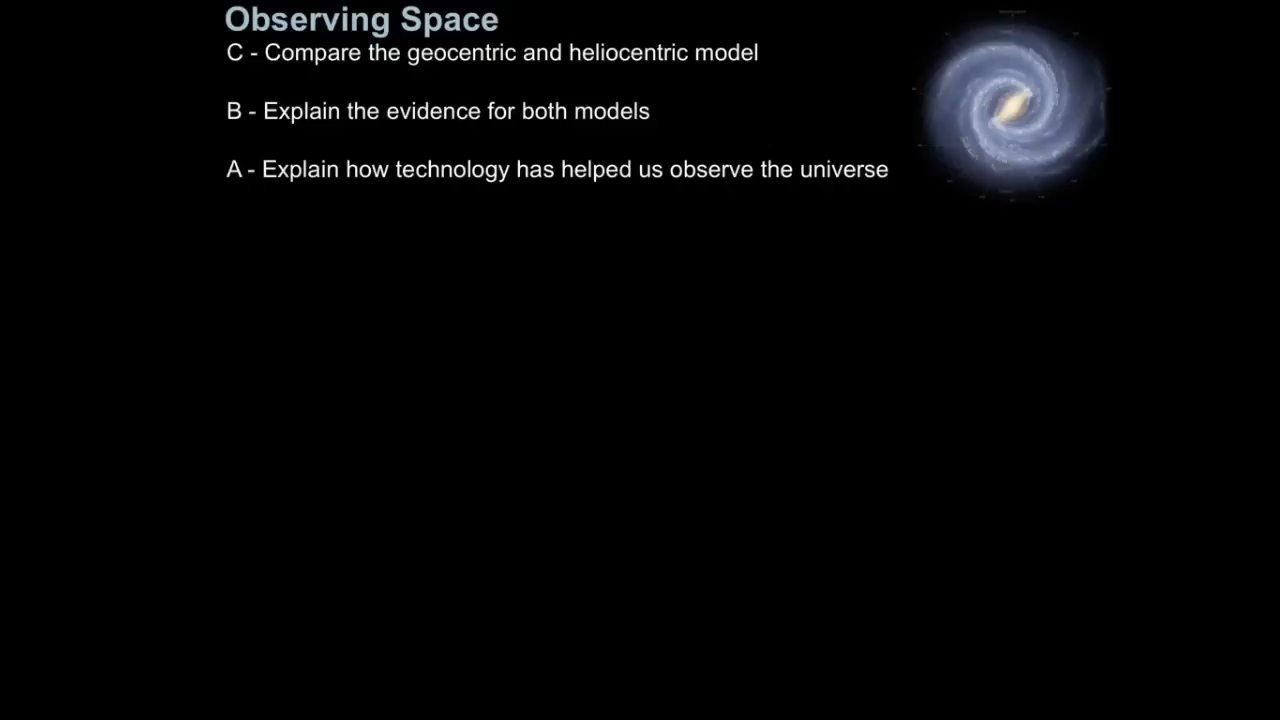 Observing Space
C - Compare the geocentric and heliocentric model
B - Explain the evidence for both models
A - Explain how technology has helped us observe the universe